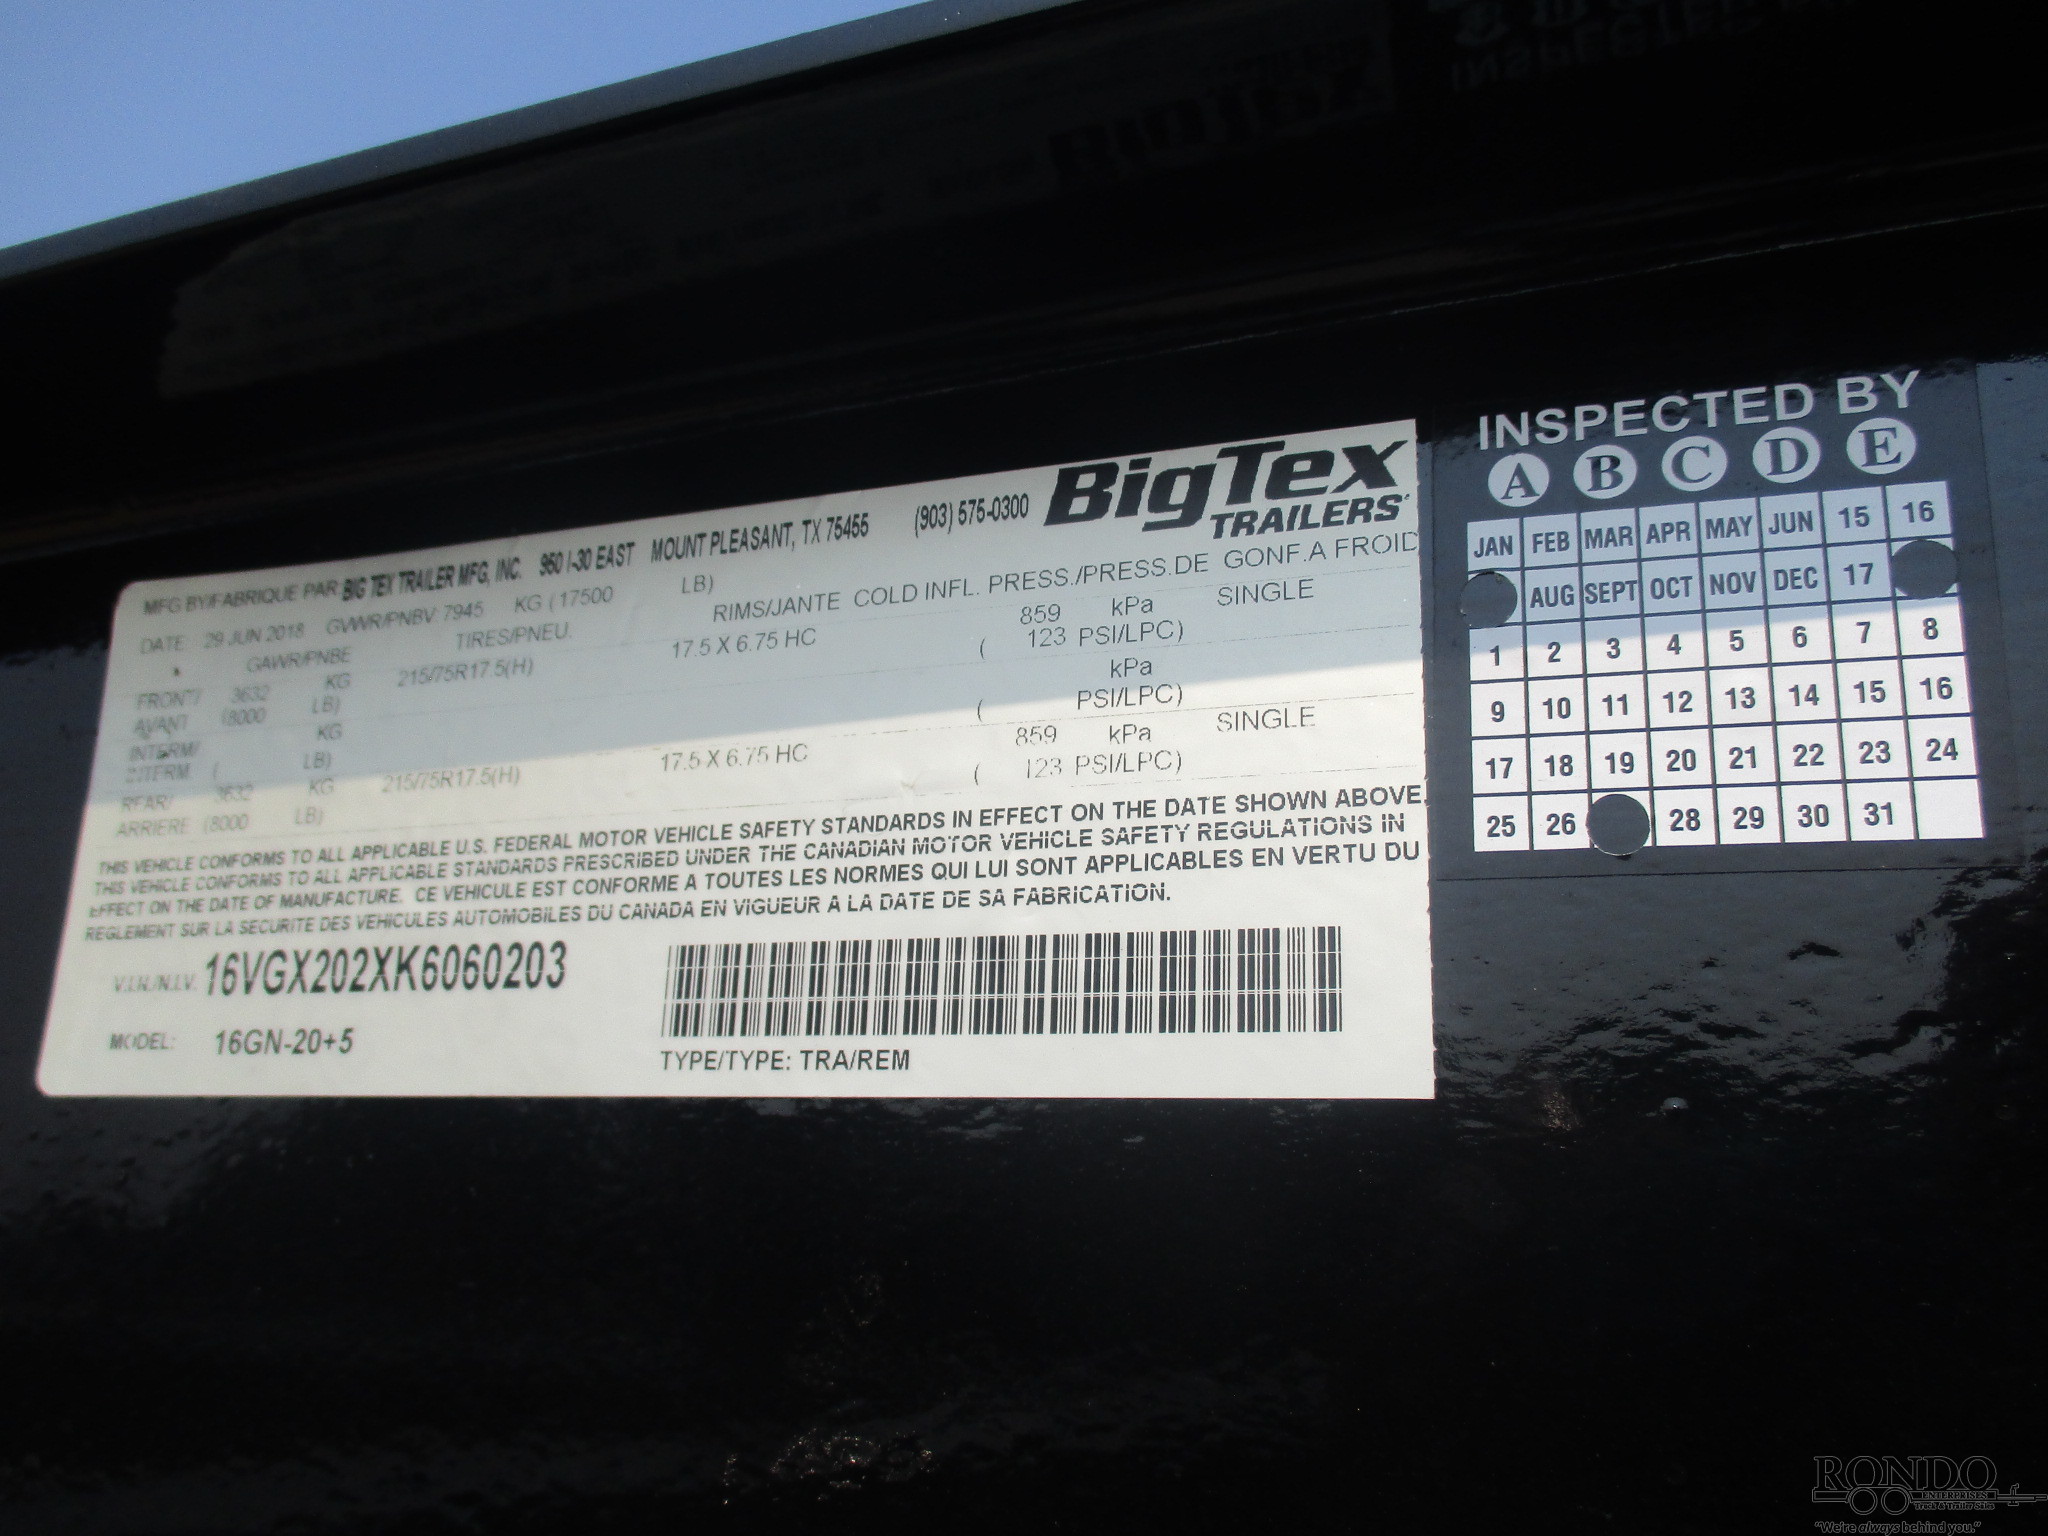 MFG BY/FABRIQUE PAR BIG TEX TRAILER MFG, INC. 950 I-30 EAST MOUNT PLEASANT, TX 75455 (903) 575-0300 BigTex TRAILERS
DATE 29 JUN 2018 GVWR/PNBV 7945 KG (17500 LB)
GAWR/PNBE TIRES/PNEU. RIMS/JANTE COLD INFL. PRESS./PRESS.DE GONF.A FROID
FRONT/ 3632 KG 215/75R17.5(H) 17.5 X 6.75 HC 859 kPa SINGLE
AVANT (8000 LB) ( 123 PSI/LPC)
INTERM/ KG kPa
INTERM ( LB) ( PSI/LPC)
REAR/ 3632 KG 215/75R17.5(H) 17.5 X 6.75 HC 859 kPa SINGLE
ARRIERE (8000 LB) ( 123 PSI/LPC)
THIS VEHICLE CONFORMS TO ALL APPLICABLE U.S. FEDERAL MOTOR VEHICLE SAFETY STANDARDS IN EFFECT ON THE DATE SHOWN ABOVE.
THIS VEHICLE CONFORMS TO ALL APPLICABLE STANDARDS PRESCRIBED UNDER THE CANADIAN MOTOR VEHICLE SAFETY REGULATIONS IN
EFFECT ON THE DATE OF MANUFACTURE. CE VEHICULE EST CONFORME A TOUTES LES NORMES QUI LUI SONT APPLICABLES EN VERTU DU
REGLEMENT SUR LA SECURITE DES VEHICULES AUTOMOBILES DU CANADA EN VIGUEUR A LA DATE DE SA FABRICATION.
V.I.N./N.I.V. 16VGX202XK6060203
MODEL: 16GN-20+5
TYPE/TYPE: TRA/REM
INSPECTED BY
A B C D E
JAN FEB MAR APR MAY JUN 15 16
AUG SEPT OCT NOV DEC 17
1 2 3 4 5 6 7 8
9 10 11 12 13 14 15 16
17 18 19 20 21 22 23 24
25 26 28 29 30 31
RONDO
ENTERPRISES
Truck & Trailer Sales
"We're always behind you."